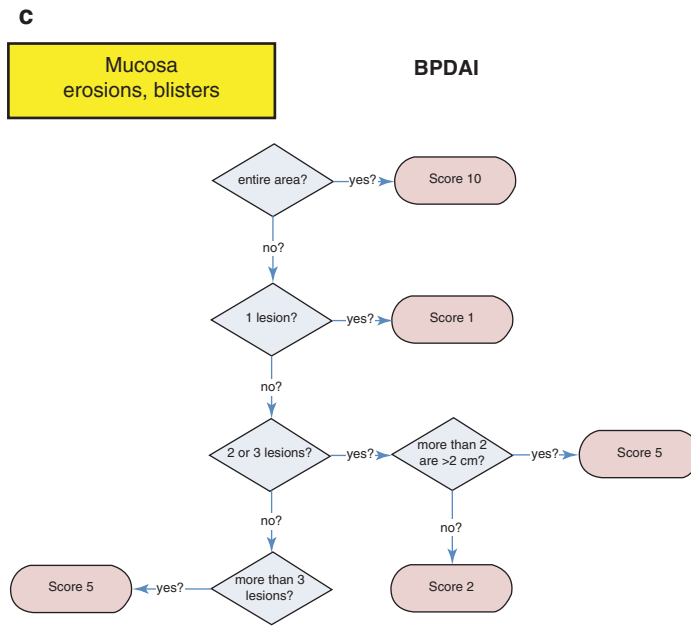 c
Mucosa
erosions, blisters
BPDAI
entire area?
yes?
Score 10
no?
1 lesion?
yes?
Score 1
no?
2 or 3 lesions?
yes?
more than 2
are >2 cm?
yes?
Score 5
no?
no?
Score 5
yes?
more than 3
lesions?
Score 2